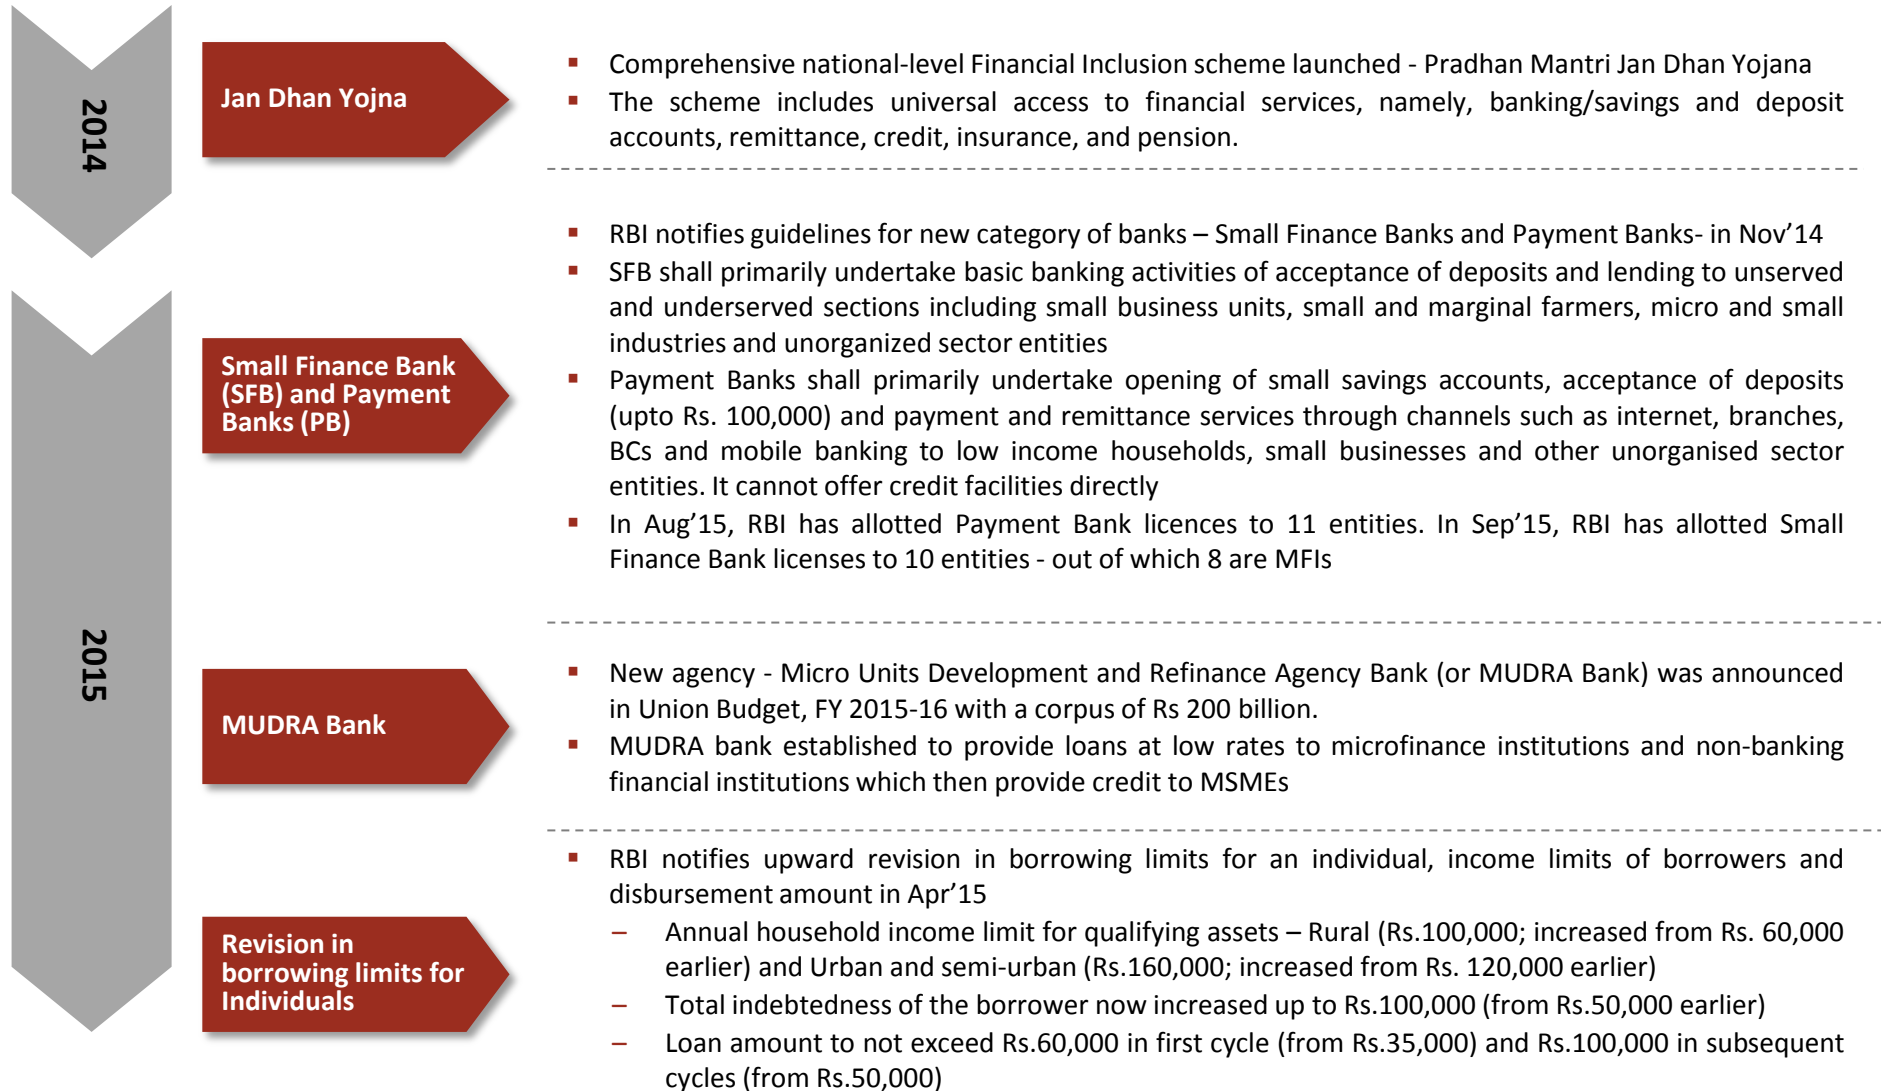 2014
Jan Dhan Yojna
▪ Comprehensive national-level Financial Inclusion scheme launched - Pradhan Mantri Jan Dhan Yojana
▪ The scheme includes universal access to financial services, namely, banking/savings and deposit
accounts, remittance, credit, insurance, and pension.
2015
Small Finance Bank
(SFB) and Payment
Banks (PB)
▪ RBI notifies guidelines for new category of banks – Small Finance Banks and Payment Banks- in Nov’14
▪ SFB shall primarily undertake basic banking activities of acceptance of deposits and lending to unserved
and underserved sections including small business units, small and marginal farmers, micro and small
industries and unorganized sector entities
▪ Payment Banks shall primarily undertake opening of small savings accounts, acceptance of deposits
(upto Rs. 100,000) and payment and remittance services through channels such as internet, branches,
BCs and mobile banking to low income households, small businesses and other unorganised sector
entities. It cannot offer credit facilities directly
▪ In Aug’15, RBI has allotted Payment Bank licences to 11 entities. In Sep’15, RBI has allotted Small
Finance Bank licenses to 10 entities - out of which 8 are MFIs
MUDRA Bank
▪ New agency - Micro Units Development and Refinance Agency Bank (or MUDRA Bank) was announced
in Union Budget, FY 2015-16 with a corpus of Rs 200 billion.
▪ MUDRA bank established to provide loans at low rates to microfinance institutions and non-banking
financial institutions which then provide credit to MSMEs
Revision in
borrowing limits for
Individuals
▪ RBI notifies upward revision in borrowing limits for an individual, income limits of borrowers and
disbursement amount in Apr’15
– Annual household income limit for qualifying assets – Rural (Rs.100,000; increased from Rs. 60,000
earlier) and Urban and semi-urban (Rs.160,000; increased from Rs. 120,000 earlier)
– Total indebtedness of the borrower now increased up to Rs.100,000 (from Rs.50,000 earlier)
– Loan amount to not exceed Rs.60,000 in first cycle (from Rs.35,000) and Rs.100,000 in subsequent
cycles (from Rs.50,000)